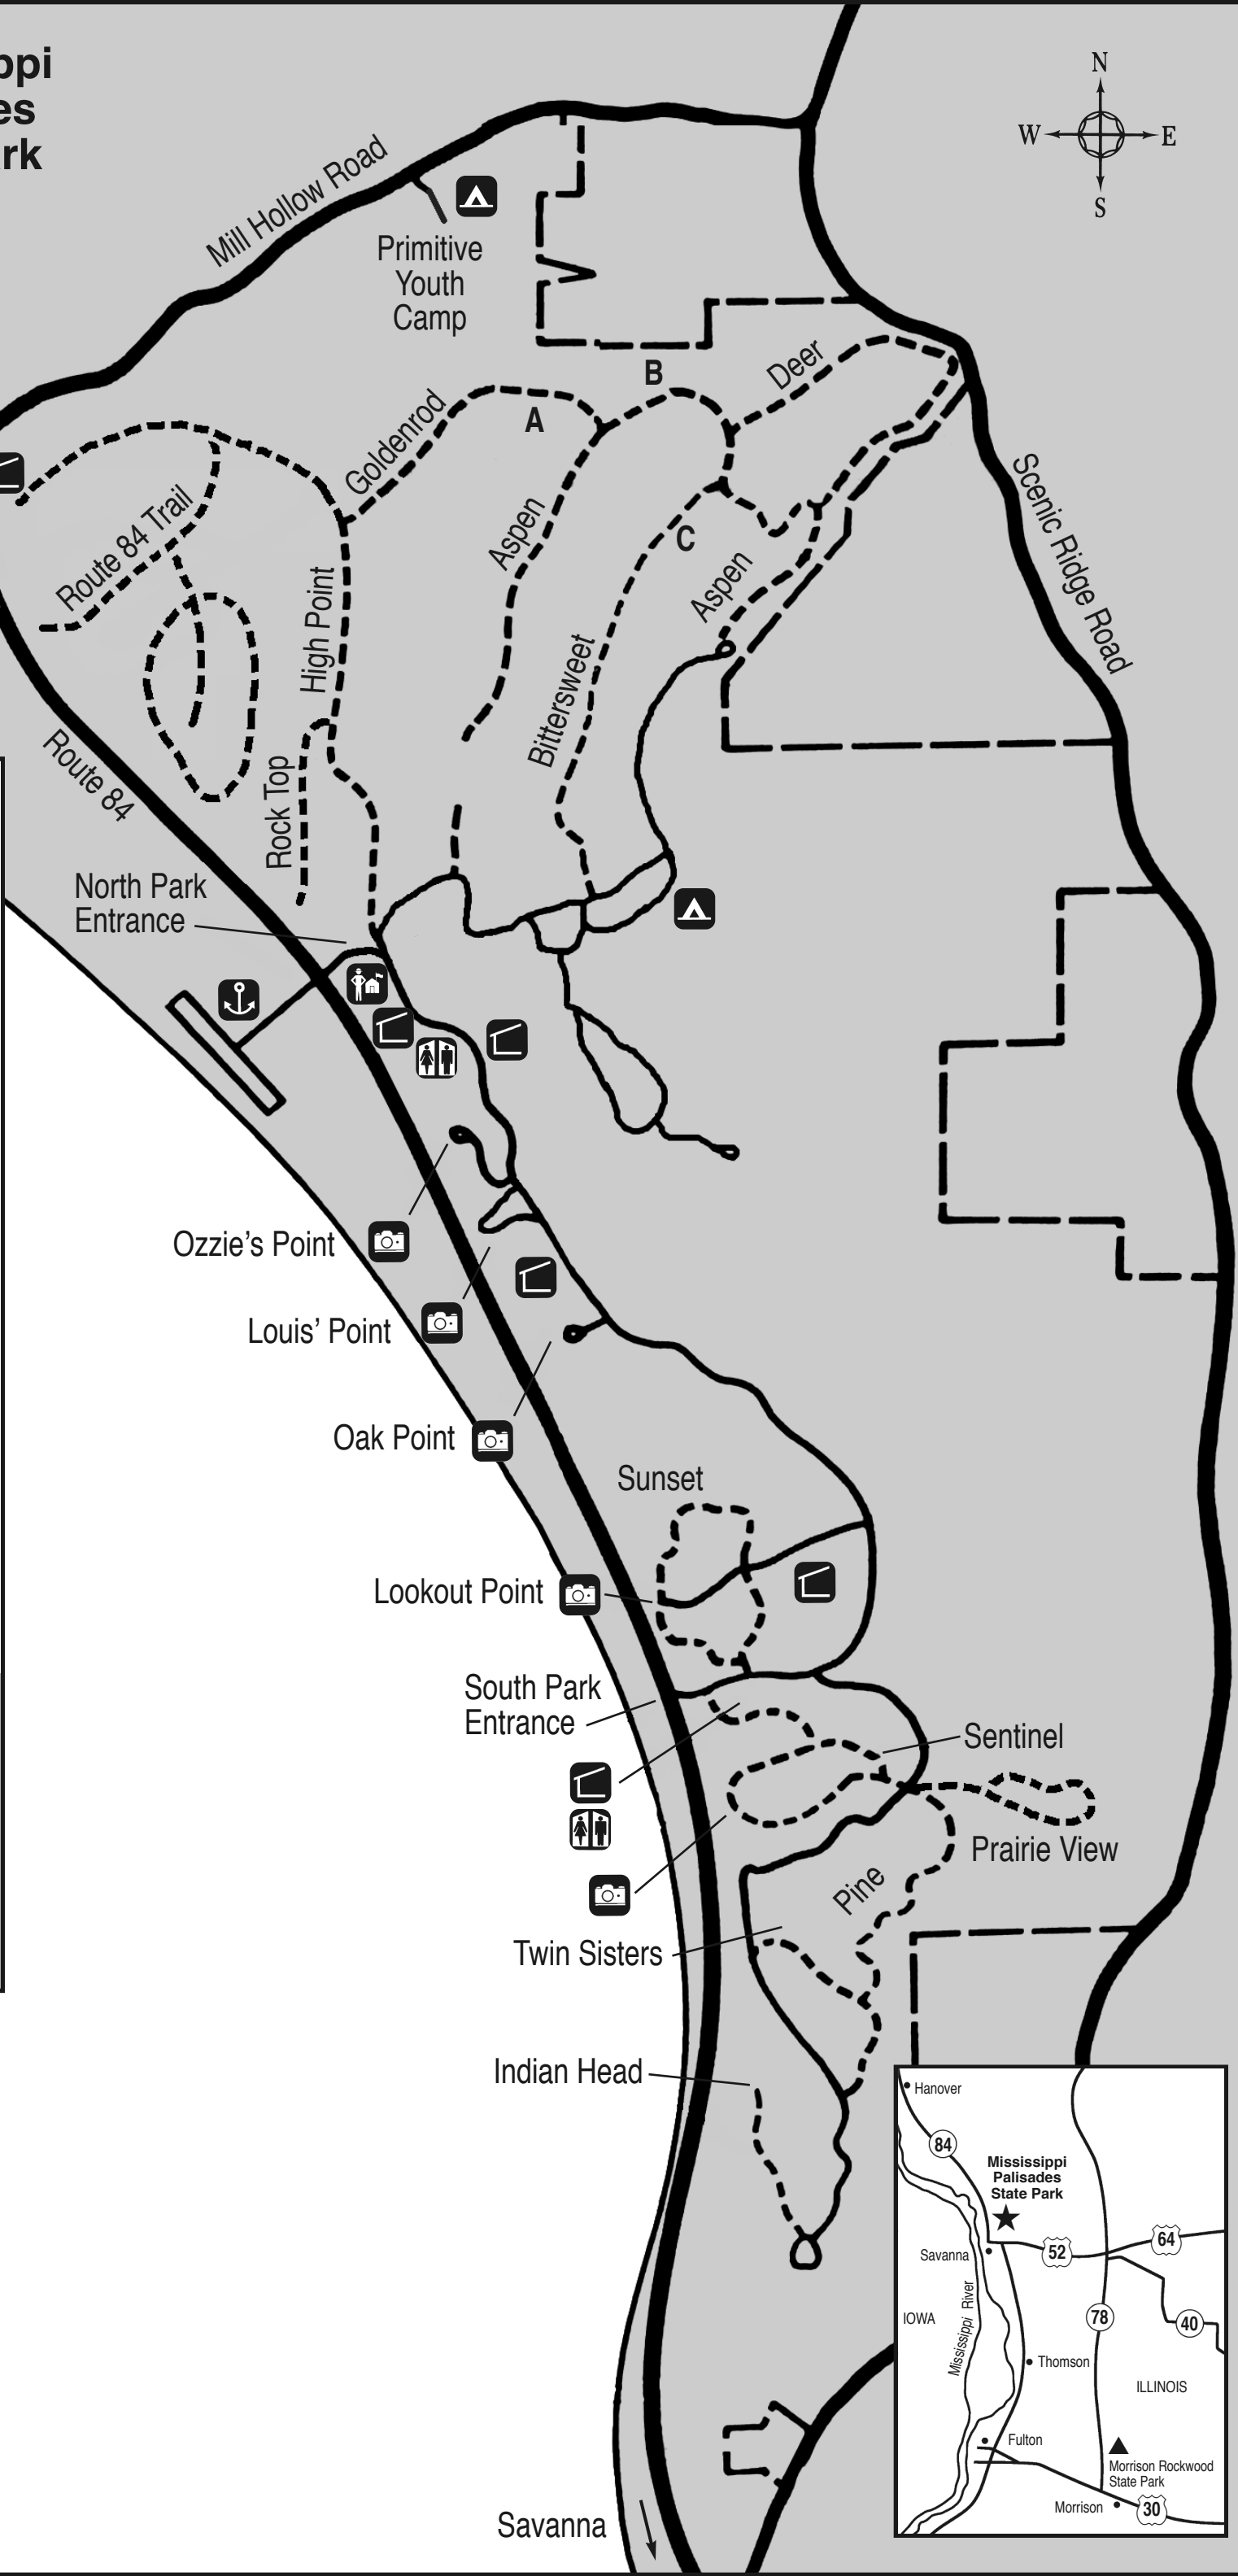 ppi
es
rk
N
W
E
S
Mill Hollow Road
Primitive
Youth
Camp
B
Deer
A
Goldenrod
Scenic Ridge Road
Route 84 Trail
Aspen
C
Aspen
High Point
Bittersweet
Route 84
Rock Top
North Park
Entrance
Ozzie's Point
Louis' Point
Oak Point
Sunset
Lookout Point
South Park
Entrance
Sentinel
Prairie View
Pine
Twin Sisters
Indian Head
Savanna
Hanover
84
Mississippi
Palisades
State Park
64
52
Savanna
IOWA
Mississippi River
78
40
Thomson
ILLINOIS
Fulton
Morrison Rockwood
State Park
Morrison
30